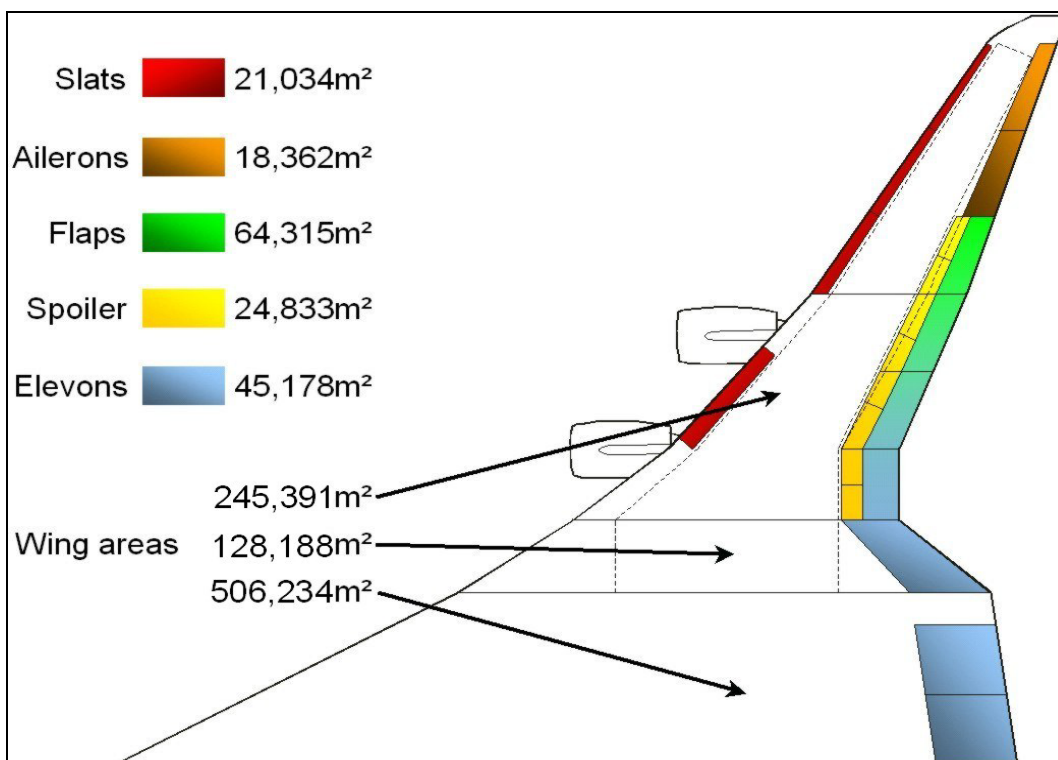 Slats 21,034m²
Ailerons 18,362m²
Flaps 64,315m²
Spoiler 24,833m²
Elevons 45,178m²
245,391m²
Wing areas 128,188m²
506,234m²